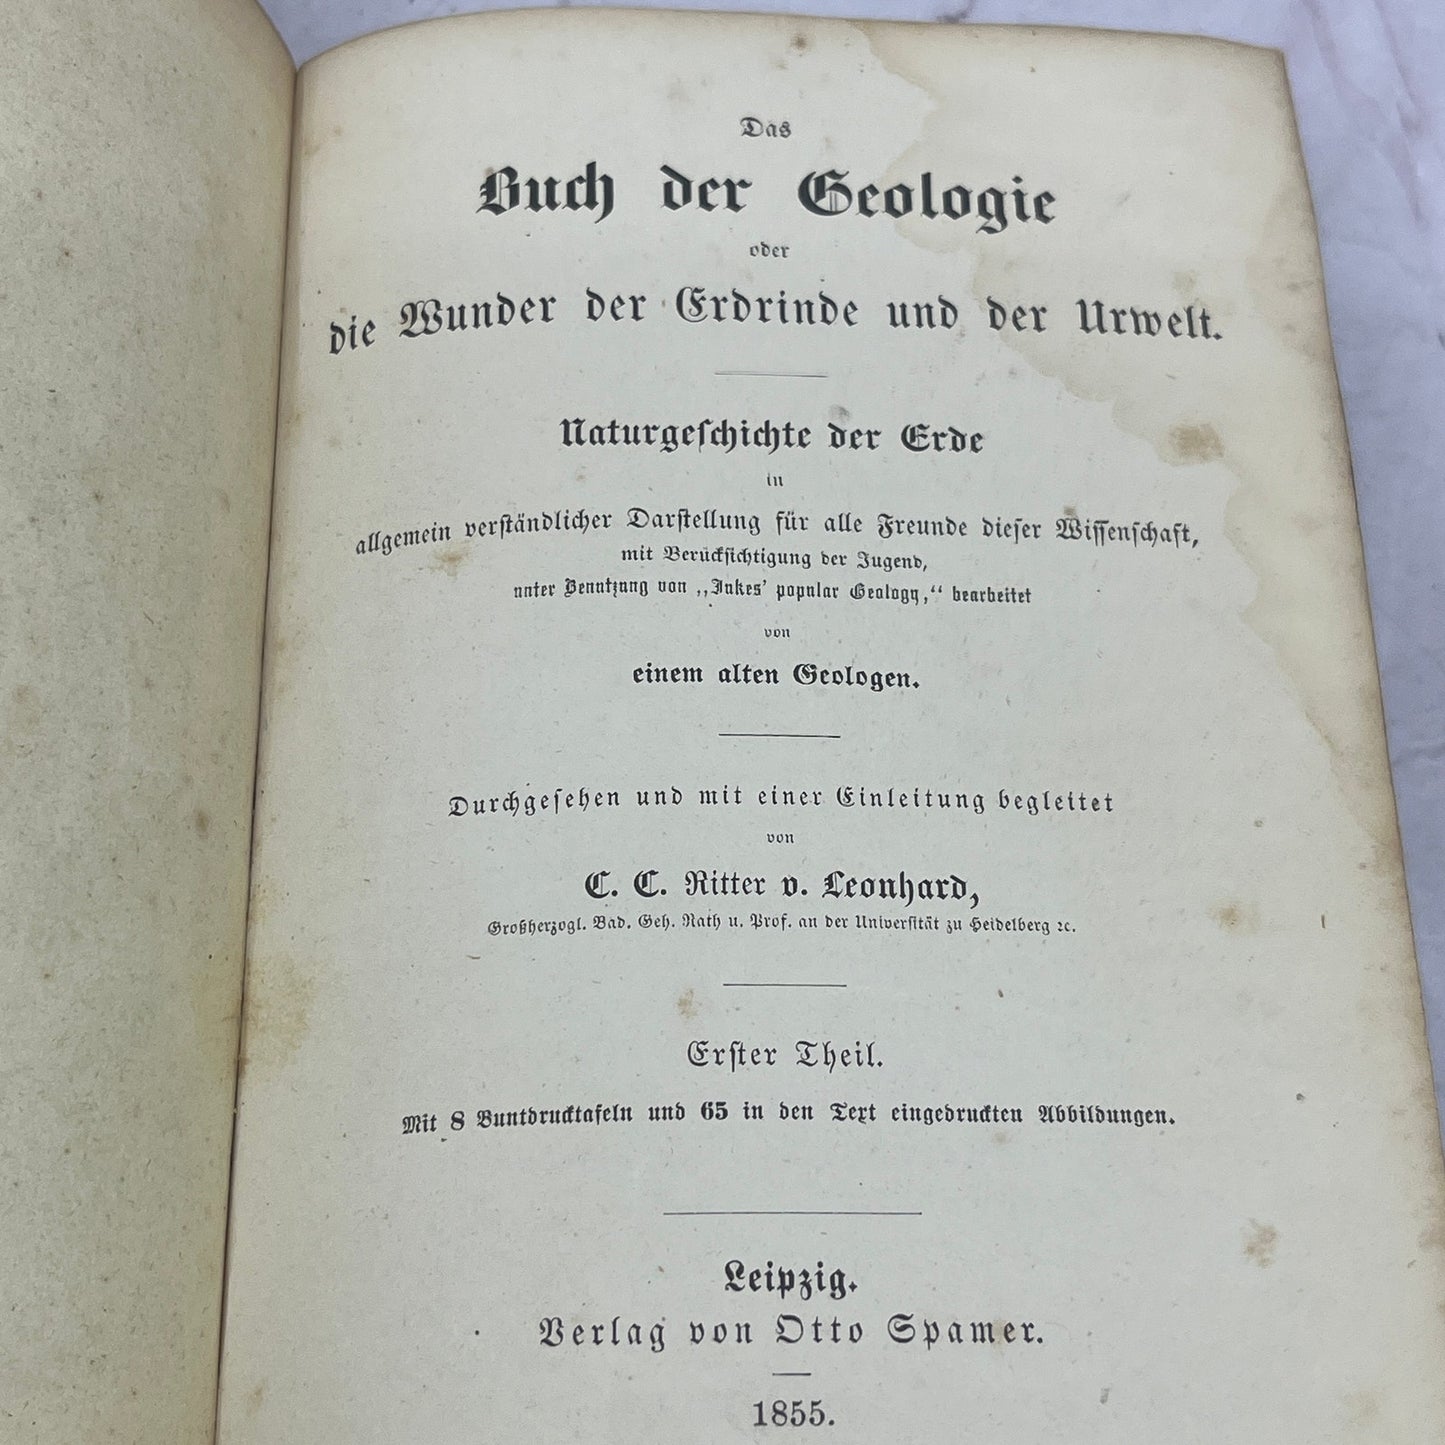 Das
Buch der Geologie
oder
die Wunder der Erdrinde und der Urwelt.
Naturgeſchichte der Erde
in
allgemein verſtändlicher Darſtellung für alle Freunde dieſer Wiſſenſchaft,
mit Berückſichtigung der Jugend,
unter Benutzung von „Jukes' popular Geology,“ bearbeitet
von
einem alten Geologen.
Durchgeſehen und mit einer Einleitung begleitet
von
C. C. Ritter v. Leonhard,
Großherzogl. Bad. Geh. Rath u. Prof. an der Univerſität zu Heidelberg ꝛc.
Erſter Theil.
Mit 8 Buntdrucktafeln und 65 in den Text eingedruckten Abbildungen.
Leipzig.
Verlag von Otto Spamer.
1855.